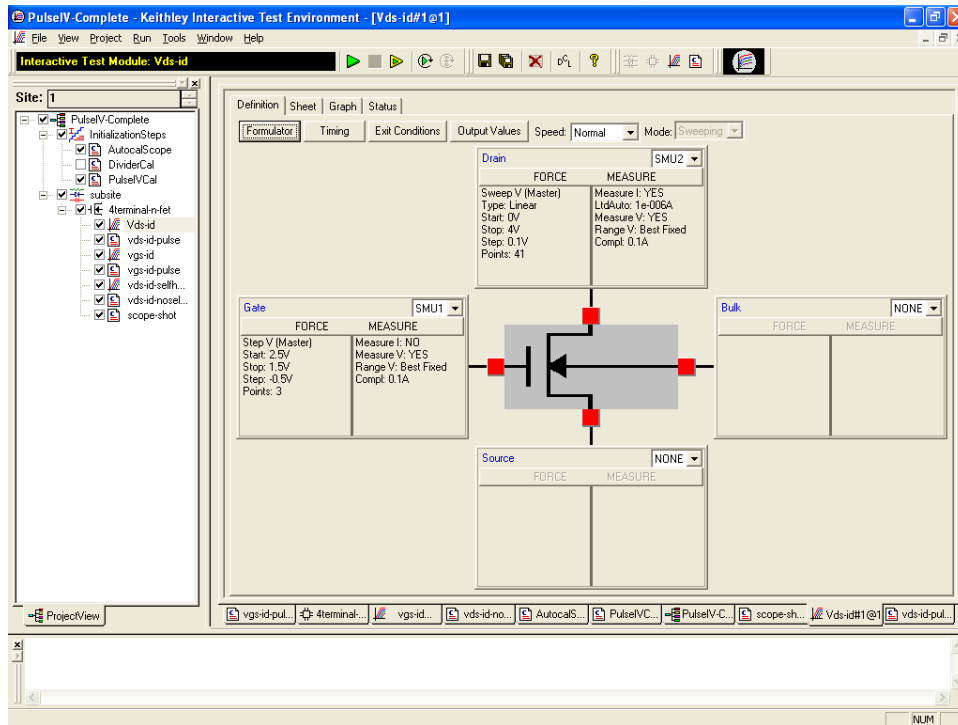 PulseIV-Complete - Keithley Interactive Test Environment - [Vds-id#1@1]
File View Project Run Tools Window Help
Interactive Test Module: Vds-id
Site: 1
PulseIV-Complete
InitializationSteps
AutocalScope
DividerCal
PulseIVCal
subsite
4terminal-n-fet
Vds-id
vds-id-pulse
vgs-id
vgs-id-pulse
vds-id-selfh...
vds-id-nosel...
scope-shot
ProjectView
Definition Sheet Graph Status
Formulator Timing Exit Conditions Output Values Speed: Normal Mode: Sweeping
Drain SMU2
FORCE MEASURE
Sweep V (Master) Measure I: YES
Type: Linear LtdAuto: 1e-006A
Start: 0V Measure V: YES
Stop: 4V Range V: Best Fixed
Step: 0.1V Compl: 0.1A
Points: 41
Gate SMU1
FORCE MEASURE
Step V (Master) Measure I: NO
Start: 2.5V Measure V: YES
Stop: 1.5V Range V: Best Fixed
Step: -0.5V Compl: 0.1A
Points: 3
Bulk NONE
FORCE MEASURE
Source NONE
FORCE MEASURE
vgs-id-pul... 4terminal-... vgs-id... vds-id-no... AutocalS... PulseIVC... PulseIV-C... scope-sh... Vds-id#1@1 vds-id-pul...
NUM